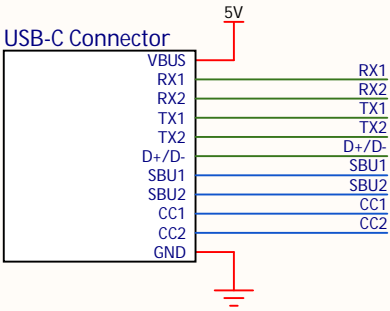 5V
USB-C Connector
VBUS
RX1 RX1
RX2 RX2
TX1 TX1
TX2 TX2
D+/D- D+/D-
SBU1 SBU1
SBU2 SBU2
CC1 CC1
CC2 CC2
GND